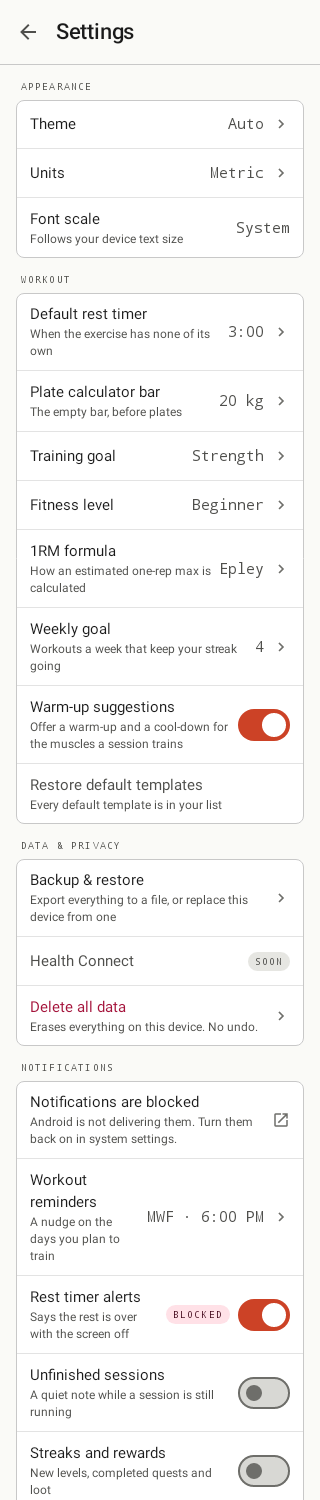 Settings
APPEARANCE
Theme
Auto
Units
Metric
Font scale
Follows your device text size
System
WORKOUT
Default rest timer
When the exercise has none of its
own
3:00
Plate calculator bar
The empty bar, before plates
20 kg
Training goal
Strength
Fitness level
Beginner
1RM formula
How an estimated one-rep max is
calculated
Epley
Weekly goal
Workouts a week that keep your streak
going
4
Warm-up suggestions
Offer a warm-up and a cool-down for
the muscles a session trains
Restore default templates
Every default template is in your list
DATA & PRIVACY
Backup & restore
Export everything to a file, or replace this
device from one
Health Connect
SOON
Delete all data
Erases everything on this device. No undo.
NOTIFICATIONS
Notifications are blocked
Android is not delivering them. Turn them
back on in system settings.
Workout
reminders
A nudge on the
days you plan to
train
MWF · 6:00 PM
Rest timer alerts
Says the rest is over
with the screen off
BLOCKED
Unfinished sessions
A quiet note while a session is still
running
Streaks and rewards
New levels, completed quests and
loot